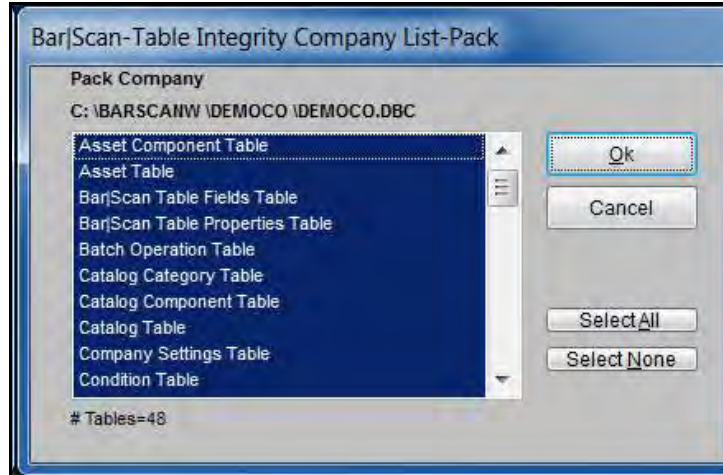 Bar|Scan-Table Integrity Company List-Pack
Pack Company
C: \BARSCANW \DEMOCO \DEMOCO.DBC
Asset Component Table
Asset Table
Bar|Scan Table Fields Table
Bar|Scan Table Properties Table
Batch Operation Table
Catalog Category Table
Catalog Component Table
Catalog Table
Company Settings Table
Condition Table
# Tables=48
Ok
Cancel
Select All
Select None